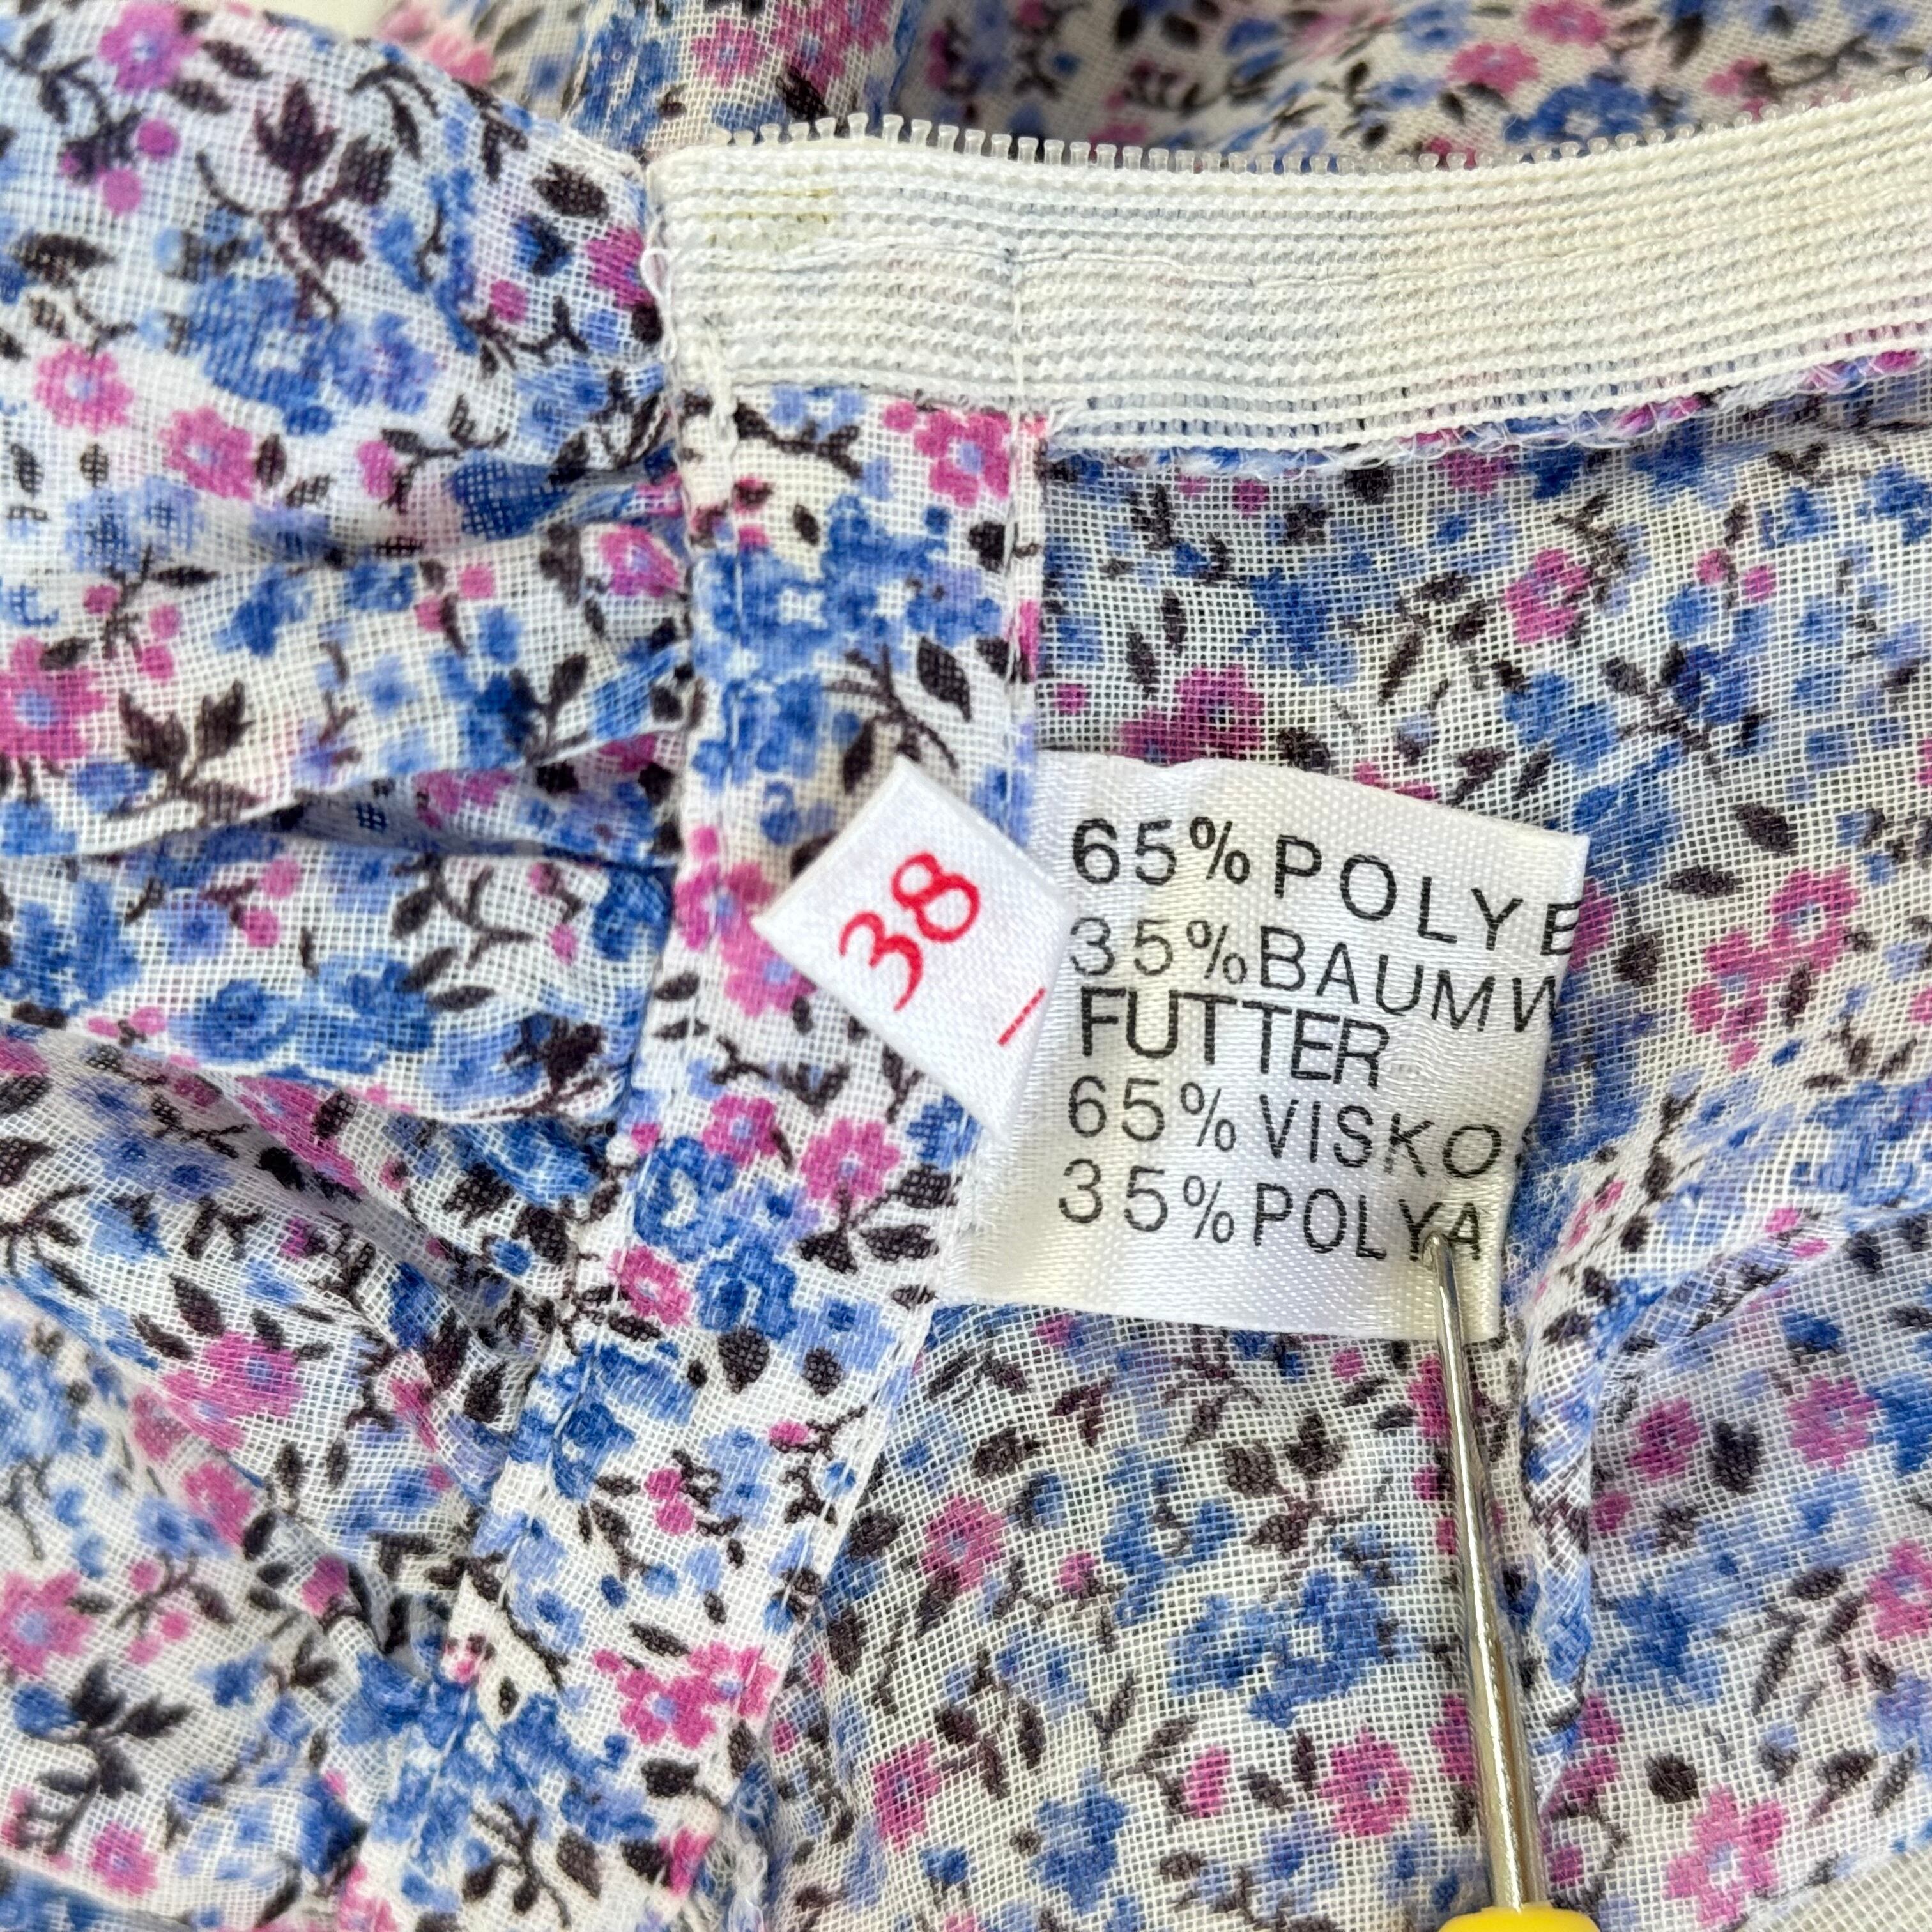 38
65% POLYE
35% BAUMW
FUTTER
65% VISKO
35% POLYA